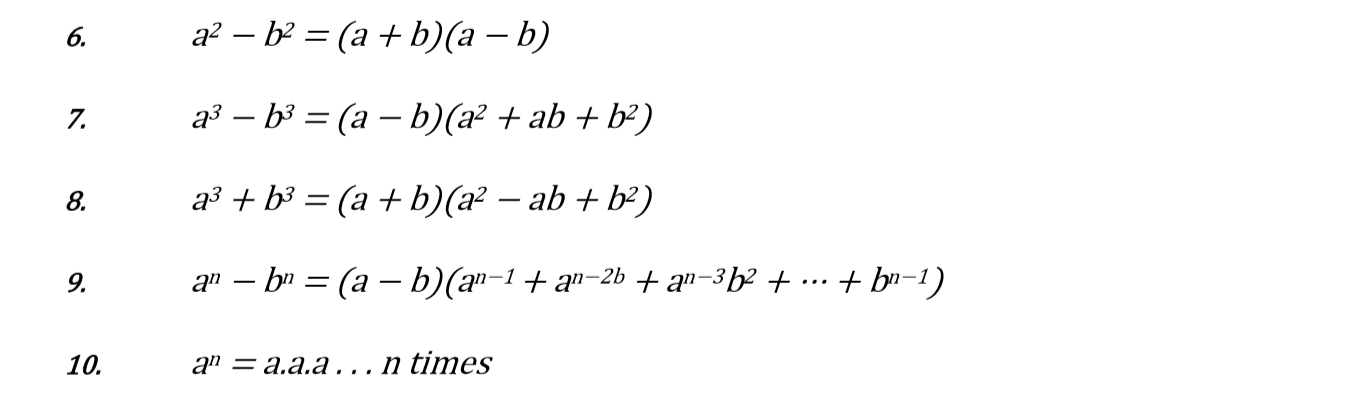 6. a² − b² = (a + b)(a − b)
7. a³ − b³ = (a − b)(a² + ab + b²)
8. a³ + b³ = (a + b)(a² − ab + b²)
9. aⁿ − bⁿ = (a − b)(aⁿ⁻¹ + aⁿ⁻²ᵇ + aⁿ⁻³b² + ⋯ + bⁿ⁻¹)
10. aⁿ = a.a.a . . . n times